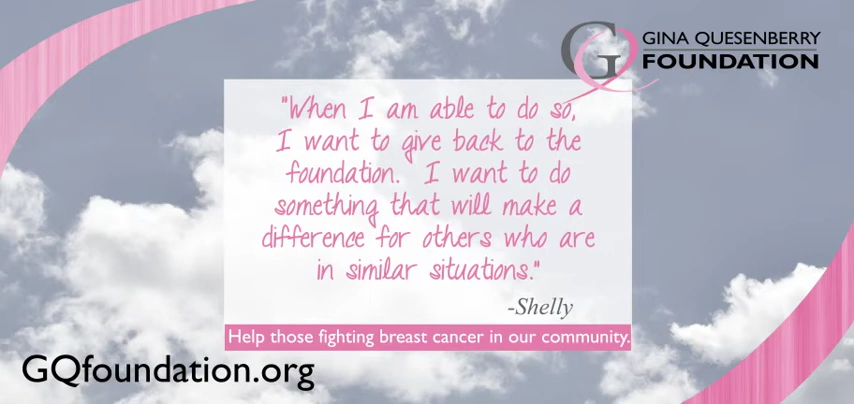 GINA QUESENBERRY
FOUNDATION
"When I am able to do so,
I want to give back to the
foundation.  I want to do
something that will make a
difference for others who are
in similar situations."
-Shelly
Help those fighting breast cancer in our community.
GQfoundation.org